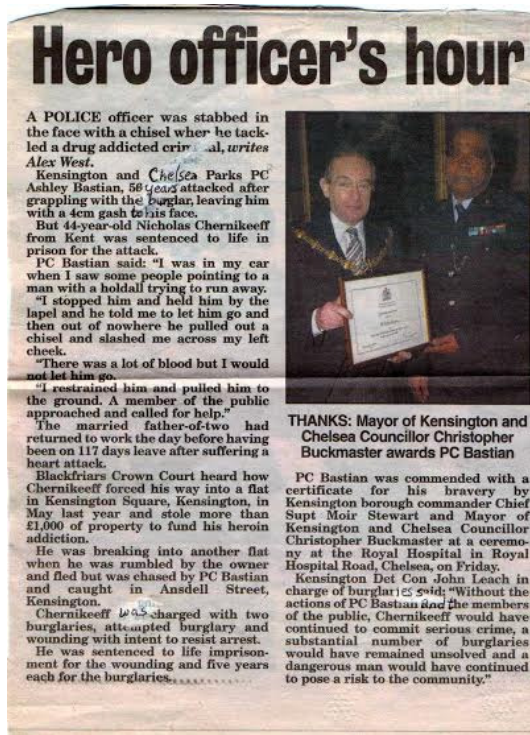 Hero officer's hour
A POLICE officer was stabbed in
the face with a chisel when he tack-
led a drug addicted criminal, writes
Alex West.
Kensington and Chelsea Parks PC
Ashley Bastian, 56 years attacked after
grappling with the burglar, leaving him
with a 4cm gash to his face.
But 44-year-old Nicholas Chernikeeff
from Kent was sentenced to life in
prison for the attack.
PC Bastian said: “I was in my car
when I saw some people pointing to a
man with a holdall trying to run away.
“I stopped him and held him by the
lapel and he told me to let him go and
then out of nowhere he pulled out a
chisel and slashed me across my left
cheek.
“There was a lot of blood but I would
not let him go.
“I restrained him and pulled him to
the ground. A member of the public
approached and called for help.”
The married father-of-two had
returned to work the day before having
been on 117 days leave after suffering a
heart attack.
Blackfriars Crown Court heard how
Chernikeeff forced his way into a flat
in Kensington Square, Kensington, in
May last year and stole more than
£1,000 of property to fund his heroin
addiction.
He was breaking into another flat
when he was rumbled by the owner
and fled but was chased by PC Bastian
and caught in Ansdell Street,
Kensington.
Chernikeeff was charged with two
burglaries, attempted burglary and
wounding with intent to resist arrest.
He was sentenced to life imprison-
ment for the wounding and five years
each for the burglaries.
THANKS: Mayor of Kensington and
Chelsea Councillor Christopher
Buckmaster awards PC Bastian
PC Bastian was commended with a
certificate for his bravery by
Kensington borough commander Chief
Supt Moir Stewart and Mayor of
Kensington and Chelsea Councillor
Christopher Buckmaster at a ceremo-
ny at the Royal Hospital in Royal
Hospital Road, Chelsea, on Friday.
Kensington Det Con John Leach in
charge of burglaries said: “Without the
actions of PC Bastian and the members
of the public, Chernikeeff would have
continued to commit serious crime, a
substantial number of burglaries
would have remained unsolved and a
dangerous man would have continued
to pose a risk to the community.”